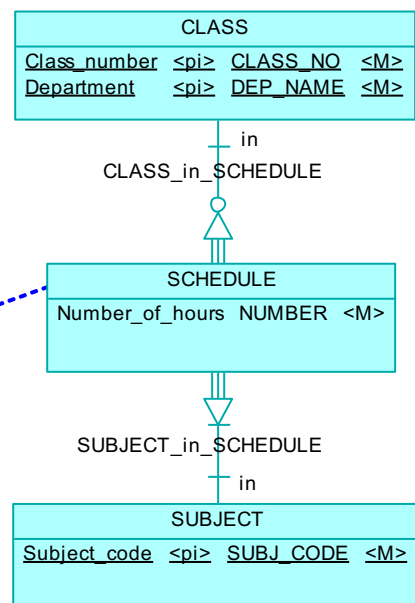 CLASS
Class_number <pi> CLASS_NO <M>
Department <pi> DEP_NAME <M>
in
CLASS_in_SCHEDULE
SCHEDULE
Number_of_hours NUMBER <M>
SUBJECT_in_SCHEDULE
in
SUBJECT
Subject_code <pi> SUBJ_CODE <M>